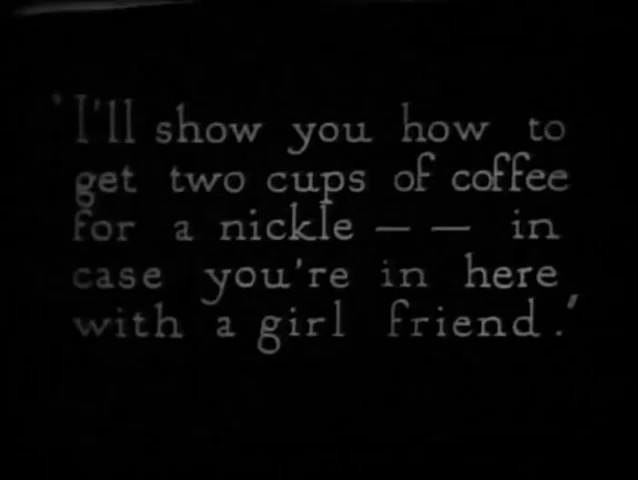 'I'll show you how to
get two cups of coffee
for a nickle — — in
case you're in here
with a girl friend.'